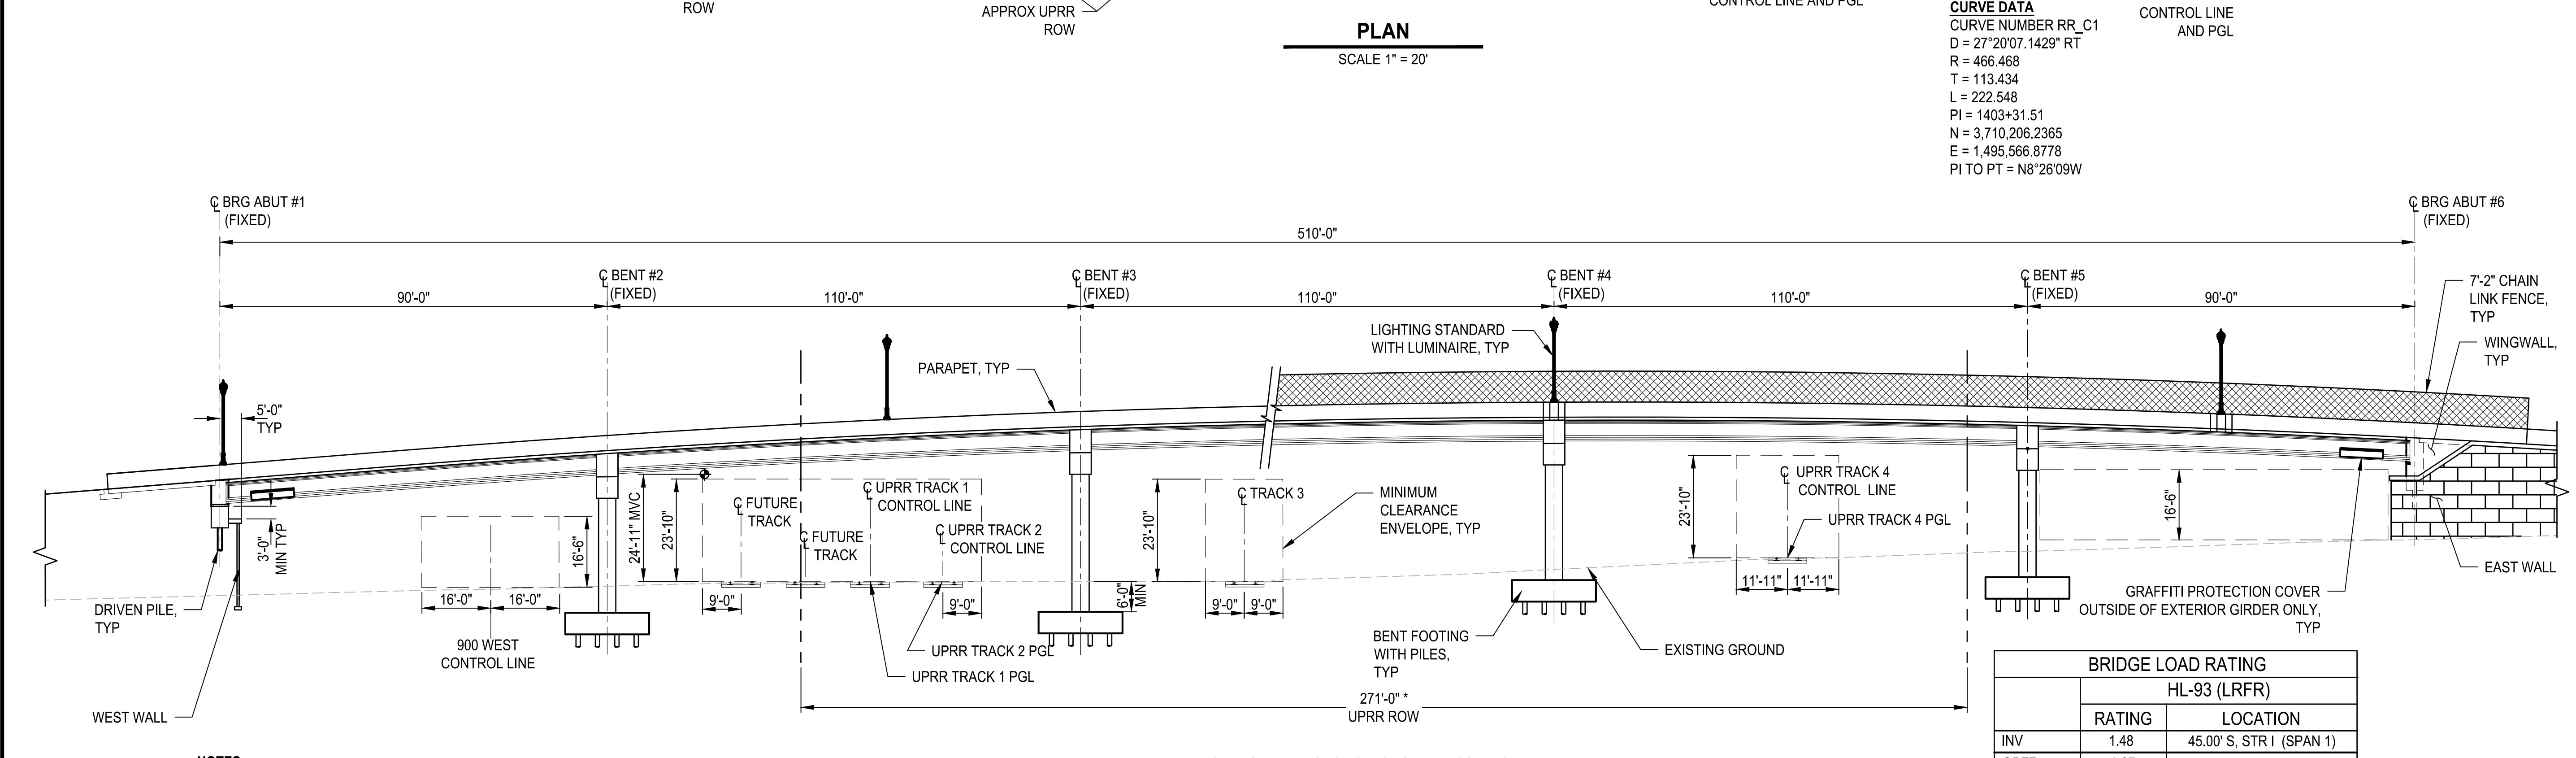 ROW
APPROX UPRR
ROW
PLAN
SCALE 1" = 20'
CONTROL LINE AND PGL
CURVE DATA
CURVE NUMBER RR_C1
D = 27°20'07.1429" RT
R = 466.468
T = 113.434
L = 222.548
PI = 1403+31.51
N = 3,710,206.2365
E = 1,495,566.8778
PI TO PT = N8°26'09W
CONTROL LINE
AND PGL
℄ BRG ABUT #1
(FIXED)
℄ BRG ABUT #6
(FIXED)
510'-0"
℄ BENT #2
(FIXED)
℄ BENT #3
(FIXED)
℄ BENT #4
(FIXED)
℄ BENT #5
(FIXED)
90'-0"
110'-0"
110'-0"
110'-0"
90'-0"
7'-2" CHAIN
LINK FENCE,
TYP
WINGWALL,
TYP
LIGHTING STANDARD
WITH LUMINAIRE, TYP
PARAPET, TYP
5'-0"
TYP
3'-0"
MIN TYP
16'-6"
24'-11" MVC
23'-10"
℄ FUTURE
TRACK
℄ FUTURE
TRACK
℄ UPRR TRACK 1
CONTROL LINE
℄ UPRR TRACK 2
CONTROL LINE
23'-10"
℄ TRACK 3
MINIMUM
CLEARANCE
ENVELOPE, TYP
23'-10"
℄ UPRR TRACK 4
CONTROL LINE
UPRR TRACK 4 PGL
16'-6"
EAST WALL
DRIVEN PILE,
TYP
16'-0"
16'-0"
900 WEST
CONTROL LINE
9'-0"
9'-0"
6'-0"
MIN
9'-0"
9'-0"
11'-11"
11'-11"
GRAFFITI PROTECTION COVER
OUTSIDE OF EXTERIOR GIRDER ONLY,
TYP
UPRR TRACK 2 PGL
UPRR TRACK 1 PGL
BENT FOOTING
WITH PILES,
TYP
EXISTING GROUND
WEST WALL
271'-0" *
UPRR ROW
BRIDGE LOAD RATING
HL-93 (LRFR)
RATING
LOCATION
INV
1.48
45.00' S, STR I (SPAN 1)
NOTES